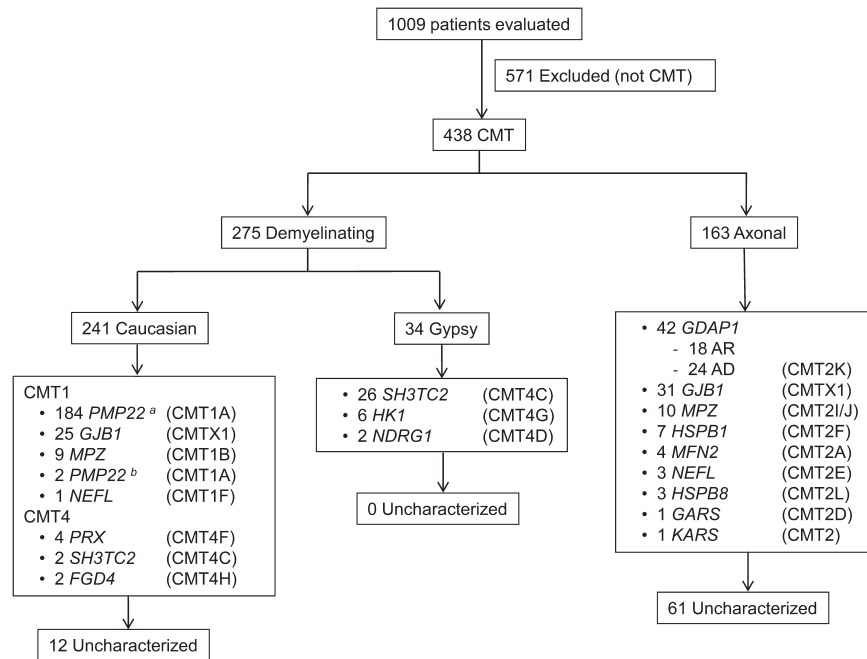 1009 patients evaluated
571 Excluded (not CMT)
438 CMT
275 Demyelinating
163 Axonal
241 Caucasian
34 Gypsy
CMT1
• 184 PMP22 a (CMT1A)
• 25 GJB1 (CMTX1)
• 9 MPZ (CMT1B)
• 2 PMP22 b (CMT1A)
• 1 NEFL (CMT1F)
CMT4
• 4 PRX (CMT4F)
• 2 SH3TC2 (CMT4C)
• 2 FGD4 (CMT4H)
12 Uncharacterized
• 26 SH3TC2 (CMT4C)
• 6 HK1 (CMT4G)
• 2 NDRG1 (CMT4D)
0 Uncharacterized
• 42 GDAP1
- 18 AR
- 24 AD (CMT2K)
• 31 GJB1 (CMTX1)
• 10 MPZ (CMT2I/J)
• 7 HSPB1 (CMT2F)
• 4 MFN2 (CMT2A)
• 3 NEFL (CMT2E)
• 3 HSPB8 (CMT2L)
• 1 GARS (CMT2D)
• 1 KARS (CMT2)
61 Uncharacterized